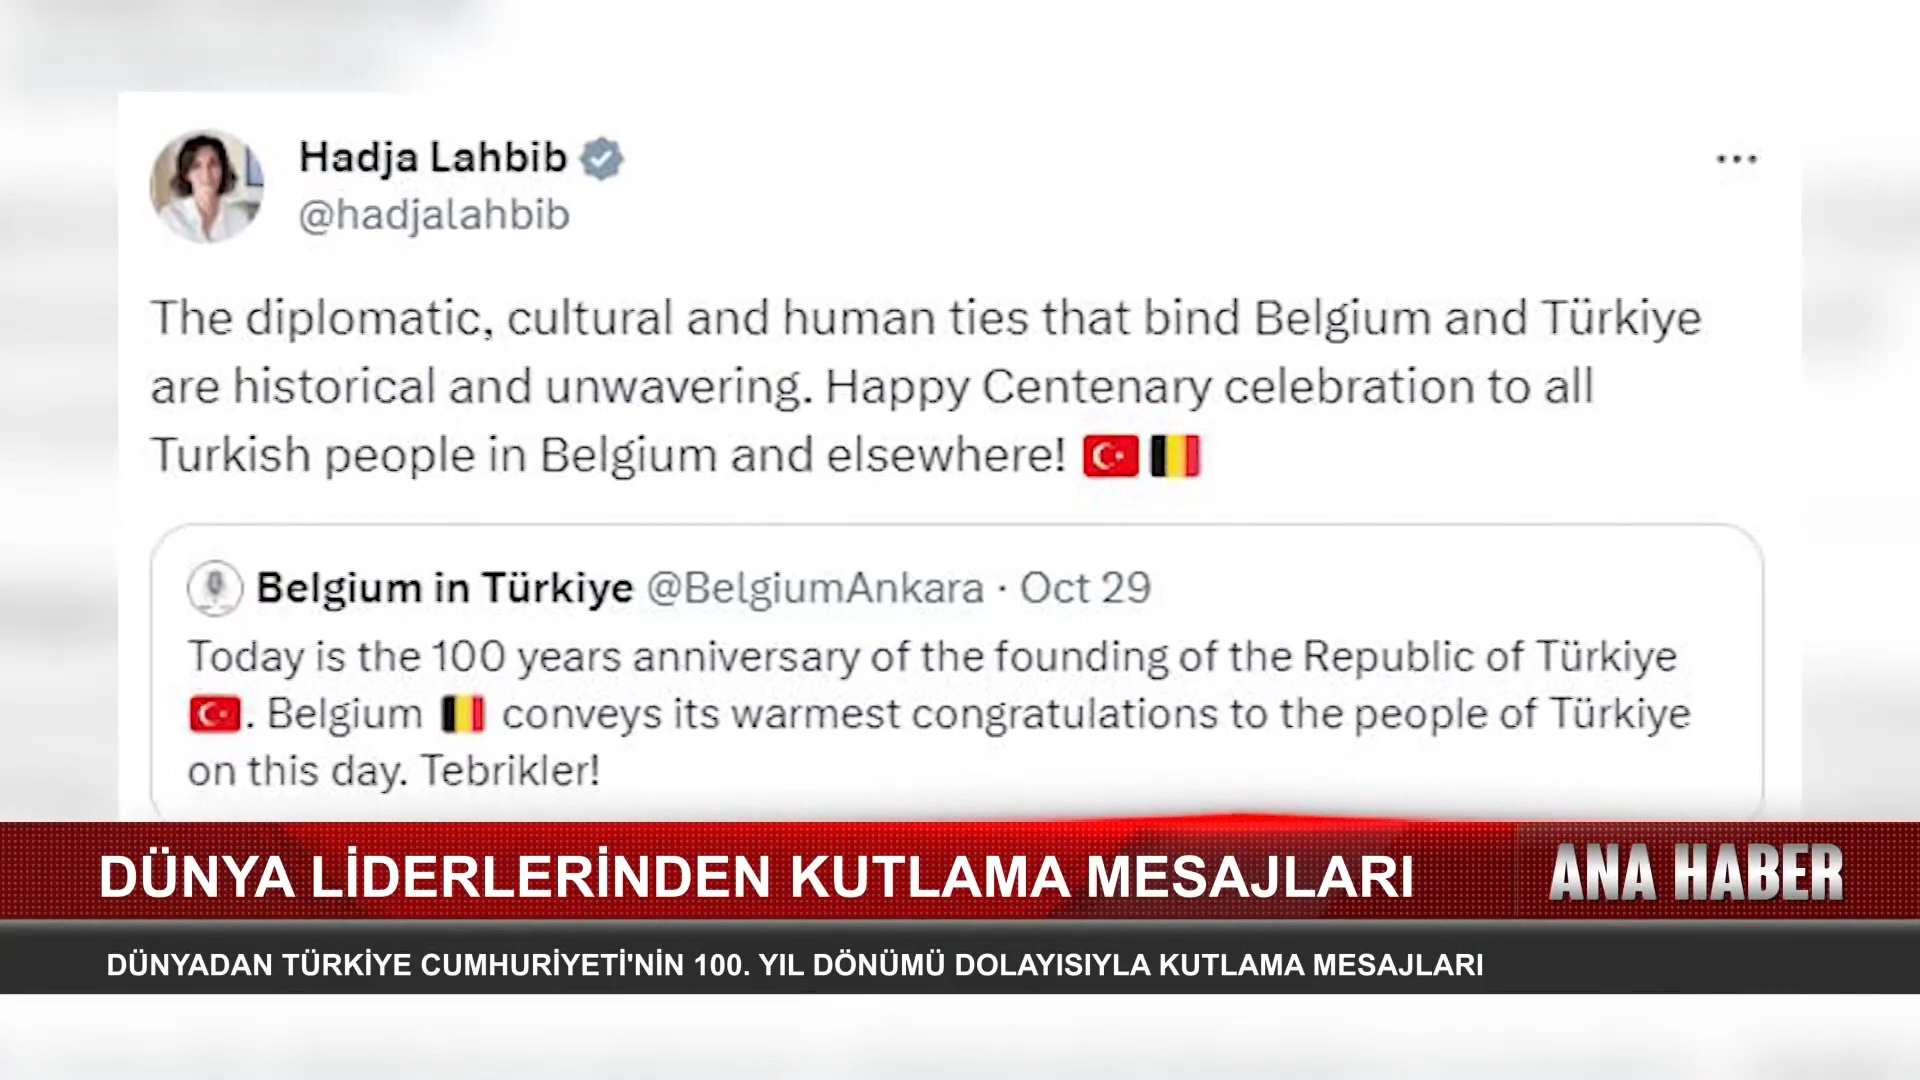 Hadja Lahbib
@hadjalahbib
The diplomatic, cultural and human ties that bind Belgium and Türkiye
are historical and unwavering. Happy Centenary celebration to all
Turkish people in Belgium and elsewhere! 🇹🇷🇧🇪
Belgium in Türkiye @BelgiumAnkara · Oct 29
Today is the 100 years anniversary of the founding of the Republic of Türkiye
🇹🇷. Belgium 🇧🇪 conveys its warmest congratulations to the people of Türkiye
on this day. Tebrikler!
DÜNYA LİDERLERİNDEN KUTLAMA MESAJLARI
ANA HABER
DÜNYADAN TÜRKİYE CUMHURİYETİ'NİN 100. YIL DÖNÜMÜ DOLAYISIYLA KUTLAMA MESAJLARI